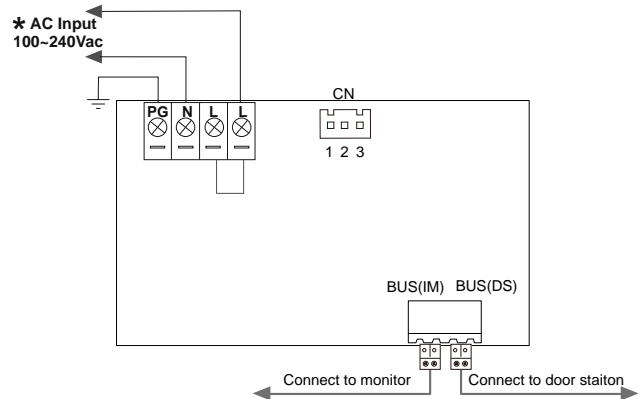 * AC Input
100~240Vac
PG N L L
CN
1 2 3
BUS(IM) BUS(DS)
Connect to monitor
Connect to door staiton